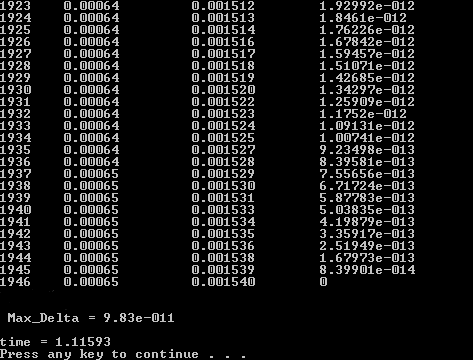 1923 0.00064 0.001512 1.92992e-012
1924 0.00064 0.001513 1.8461e-012
1925 0.00064 0.001514 1.76226e-012
1926 0.00064 0.001516 1.67842e-012
1927 0.00064 0.001517 1.59457e-012
1928 0.00064 0.001518 1.51071e-012
1929 0.00064 0.001519 1.42685e-012
1930 0.00064 0.001520 1.34297e-012
1931 0.00064 0.001522 1.25909e-012
1932 0.00064 0.001523 1.1752e-012
1933 0.00064 0.001524 1.09131e-012
1934 0.00064 0.001525 1.00741e-012
1935 0.00064 0.001527 9.23498e-013
1936 0.00064 0.001528 8.39581e-013
1937 0.00065 0.001529 7.55656e-013
1938 0.00065 0.001530 6.71724e-013
1939 0.00065 0.001531 5.87783e-013
1940 0.00065 0.001533 5.03835e-013
1941 0.00065 0.001534 4.19879e-013
1942 0.00065 0.001535 3.35917e-013
1943 0.00065 0.001536 2.51949e-013
1944 0.00065 0.001538 1.67973e-013
1945 0.00065 0.001539 8.39901e-014
1946 0.00065 0.001540 0
Max_Delta = 9.83e-011
time = 1.11593
Press any key to continue . . .